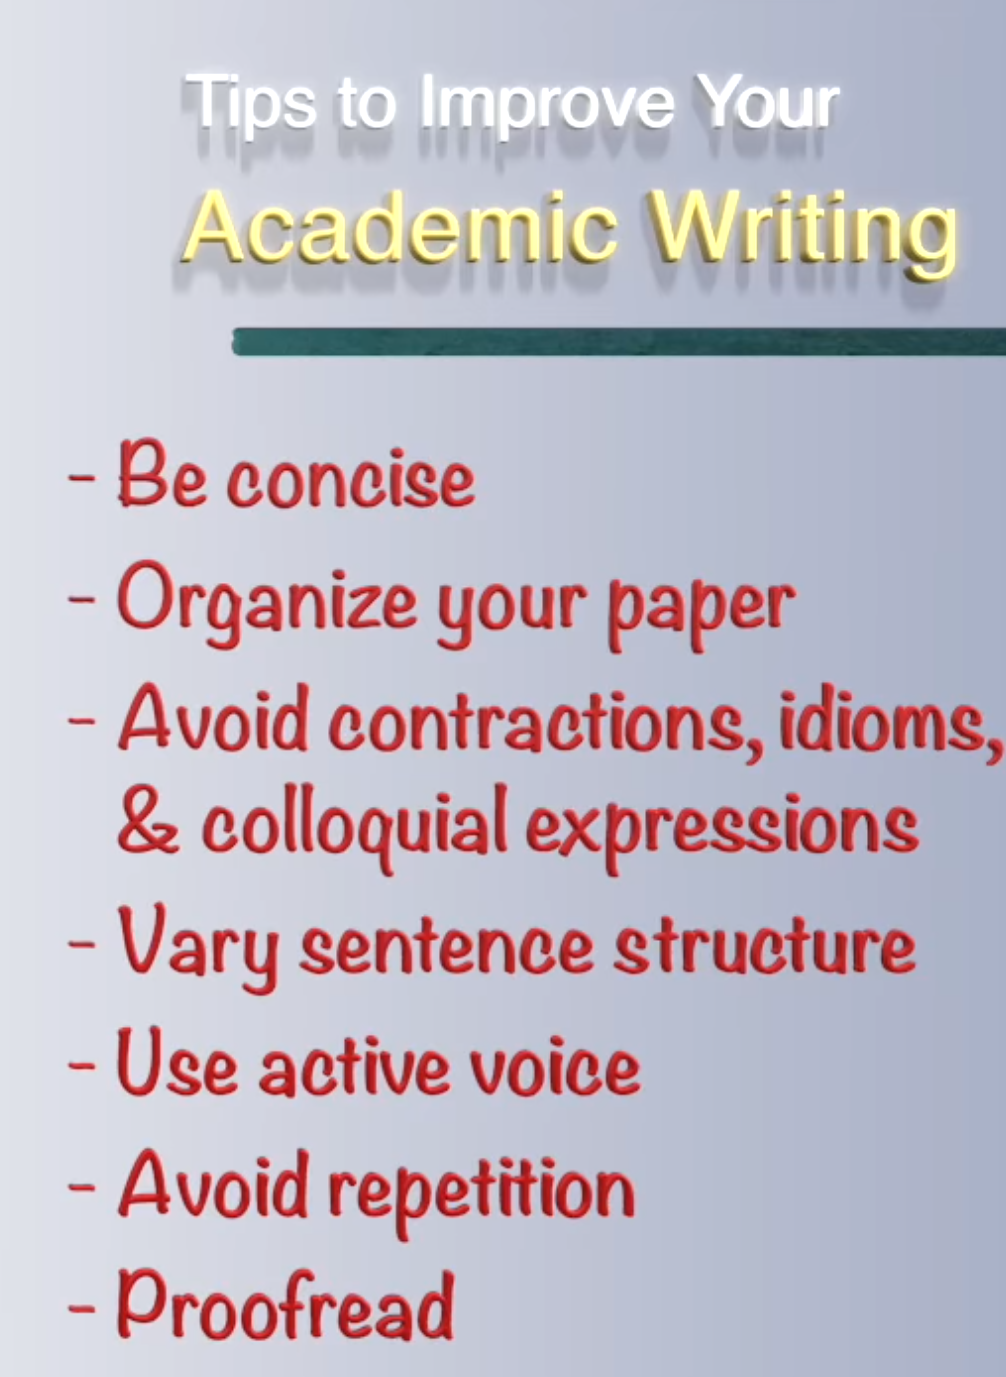 Tips to Improve Your
Academic Writing
- Be concise
- Organize your paper
- Avoid contractions, idioms,
& colloquial expressions
- Vary sentence structure
- Use active voice
- Avoid repetition
- Proofread